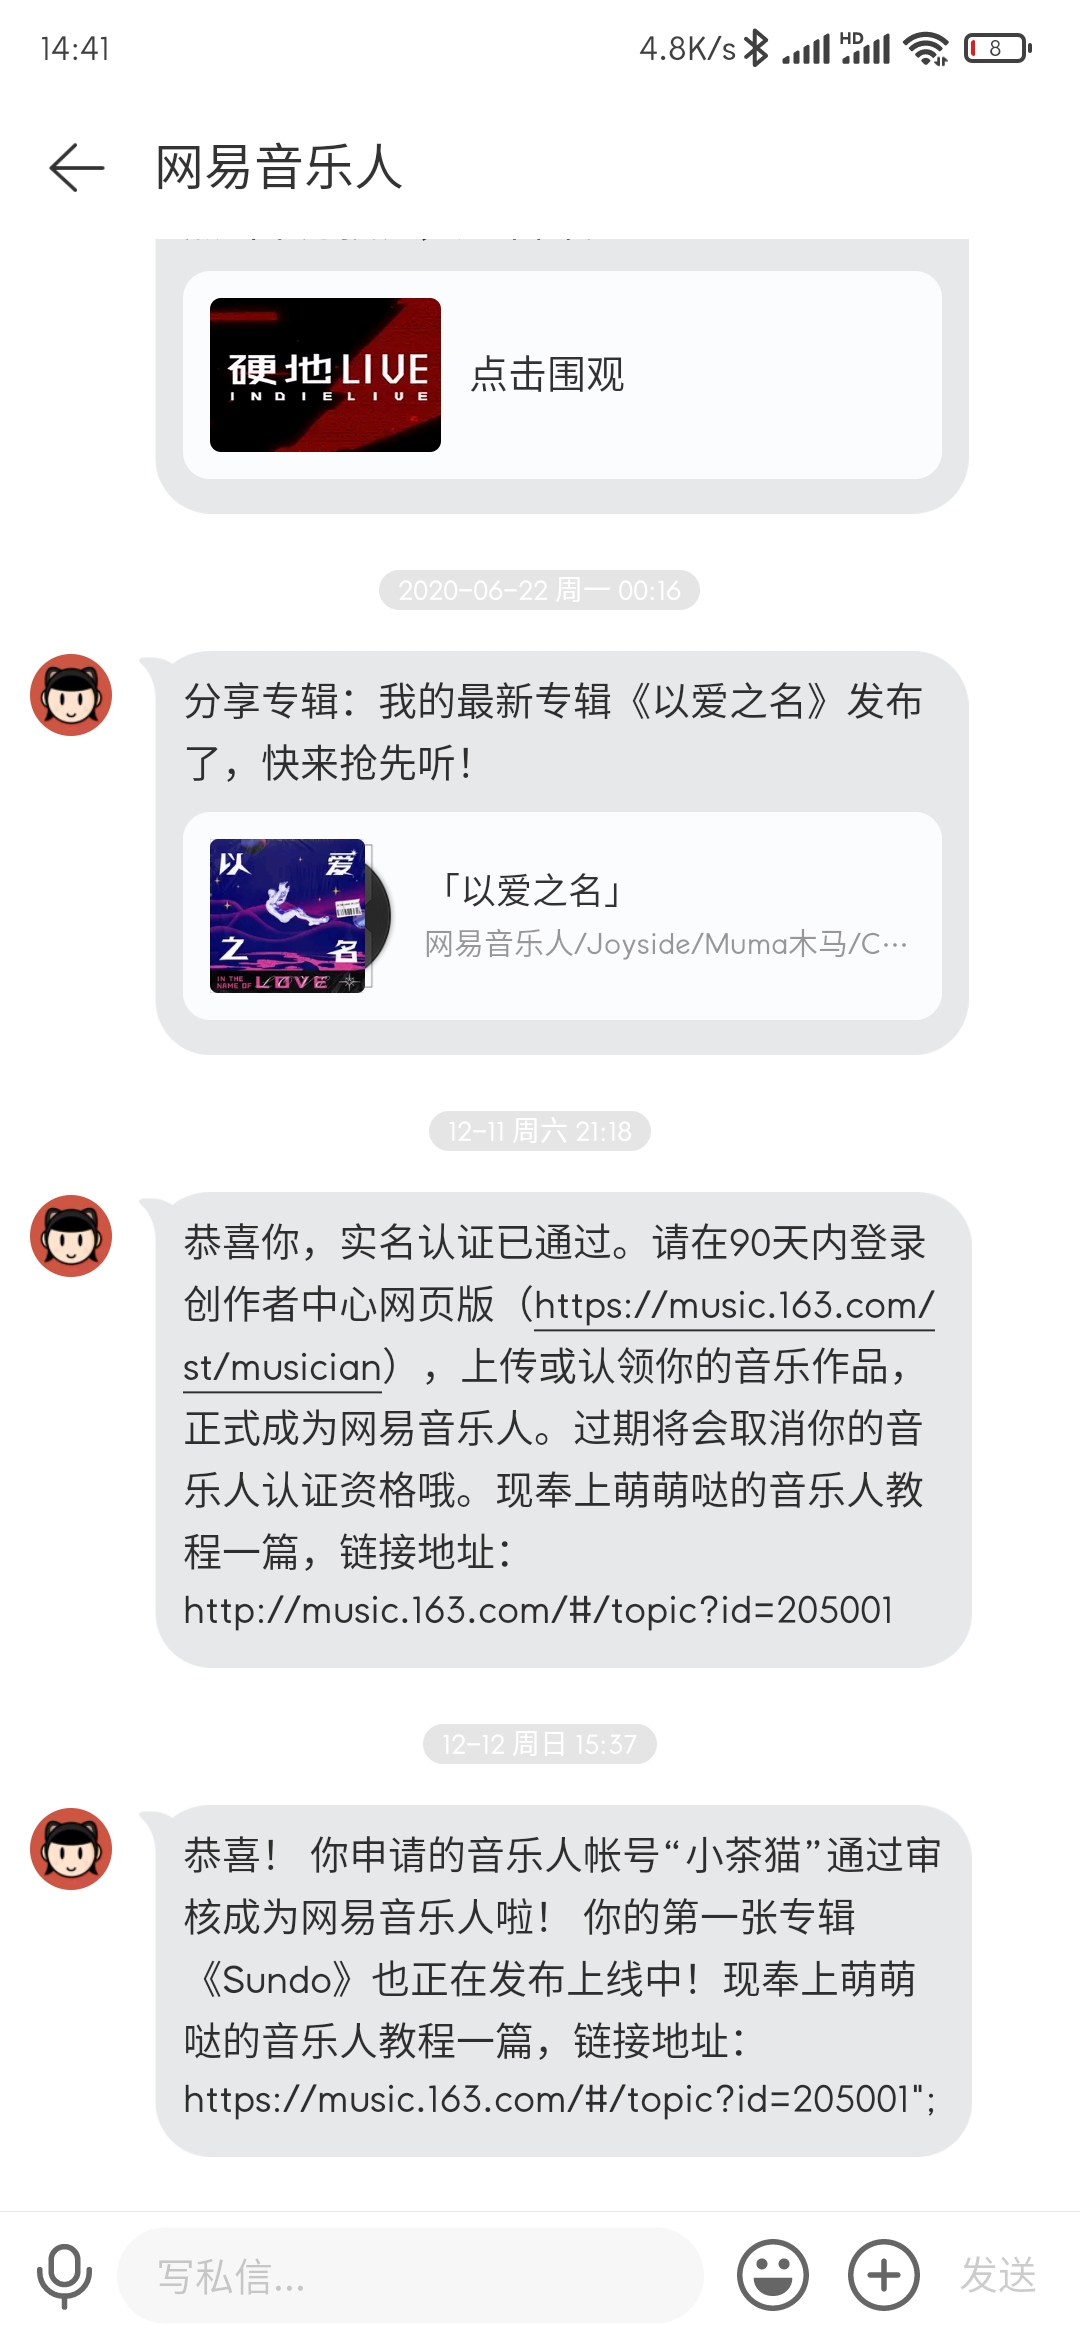 14:41
4.8K/s
HD
8
网易音乐人
硬地LIVE
INDIELIVE
点击围观
2020-06-22 周一 00:16
分享专辑：我的最新专辑《以爱之名》发布
了，快来抢先听！
以 爱
之 名
IN THE
NAME OF LOVE
「以爱之名」
网易音乐人/Joyside/Muma木马/C···
12-11 周六 21:18
恭喜你，实名认证已通过。请在90天内登录
创作者中心网页版（https://music.163.com/
st/musician），上传或认领你的音乐作品，
正式成为网易音乐人。过期将会取消你的音
乐人认证资格哦。现奉上萌萌哒的音乐人教
程一篇，链接地址：
http://music.163.com/#/topic?id=205001
12-12 周日 15:37
恭喜！ 你申请的音乐人帐号“小茶猫”通过审
核成为网易音乐人啦！ 你的第一张专辑
《Sundo》也正在发布上线中！现奉上萌萌
哒的音乐人教程一篇，链接地址：
https://music.163.com/#/topic?id=205001";
写私信...
发送